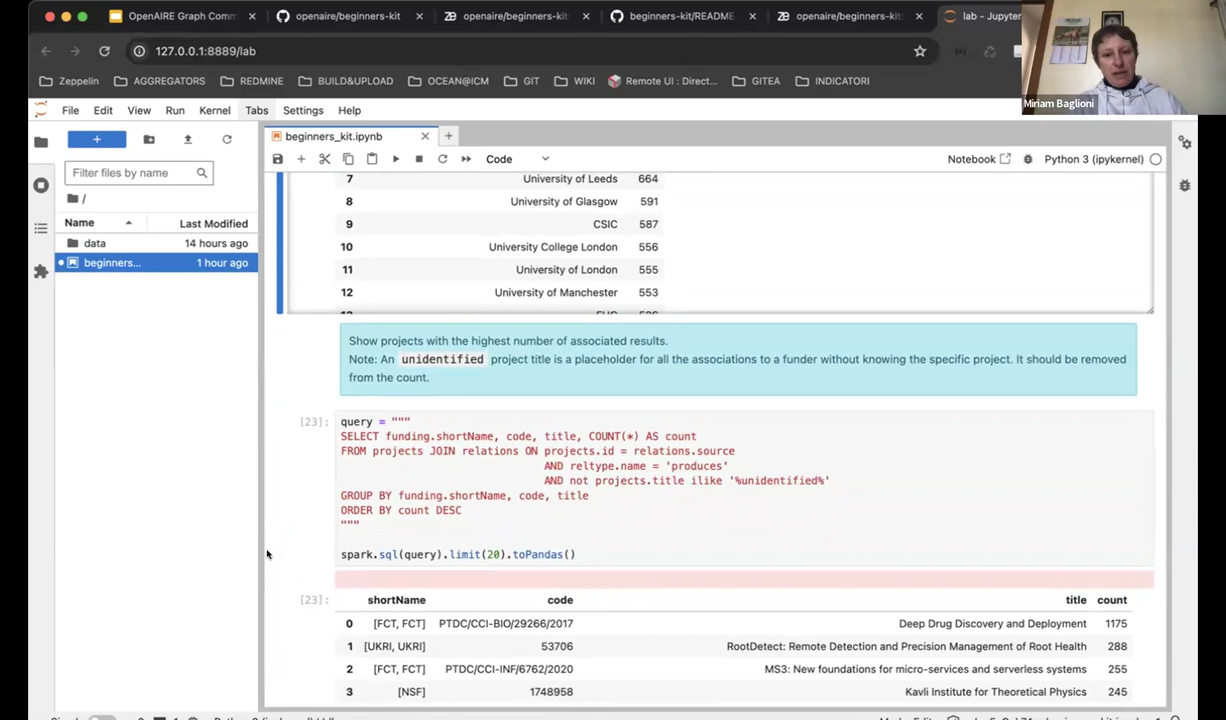 OpenAIRE Graph Comm
openaire/beginners-kit
openaire/beginners-kit:
beginners-kit/README
openaire/beginners-kit:
lab - Jupyter
127.0.0.1:8889/lab
Zeppelin
AGGREGATORS
REDMINE
BUILD&UPLOAD
OCEAN@ICM
GIT
WIKI
Remote UI : Direct...
GITEA
INDICATORI
Miriam Baglioni
File Edit View Run Kernel Tabs Settings Help
beginners_kit.ipynb
Filter files by name
Code
Notebook
Python 3 (ipykernel)
/
Name Last Modified
data 14 hours ago
beginners... 1 hour ago
7 University of Leeds 664
8 University of Glasgow 591
9 CSIC 587
10 University College London 556
11 University of London 555
12 University of Manchester 553
Show projects with the highest number of associated results.
Note: An unidentified project title is a placeholder for all the associations to a funder without knowing the specific project. It should be removed
from the count.
[23]: query = """
SELECT funding.shortName, code, title, COUNT(*) AS count
FROM projects JOIN relations ON projects.id = relations.source
AND reltype.name = 'produces'
AND not projects.title ilike '%unidentified%'
GROUP BY funding.shortName, code, title
ORDER BY count DESC
"""
spark.sql(query).limit(20).toPandas()
[23]: shortName code title count
0 [FCT, FCT] PTDC/CCI-BIO/29266/2017 Deep Drug Discovery and Deployment 1175
1 [UKRI, UKRI] 53706 RootDetect: Remote Detection and Precision Management of Root Health 288
2 [FCT, FCT] PTDC/CCI-INF/6762/2020 MS3: New foundations for micro-services and serverless systems 255
3 [NSF] 1748958 Kavli Institute for Theoretical Physics 245